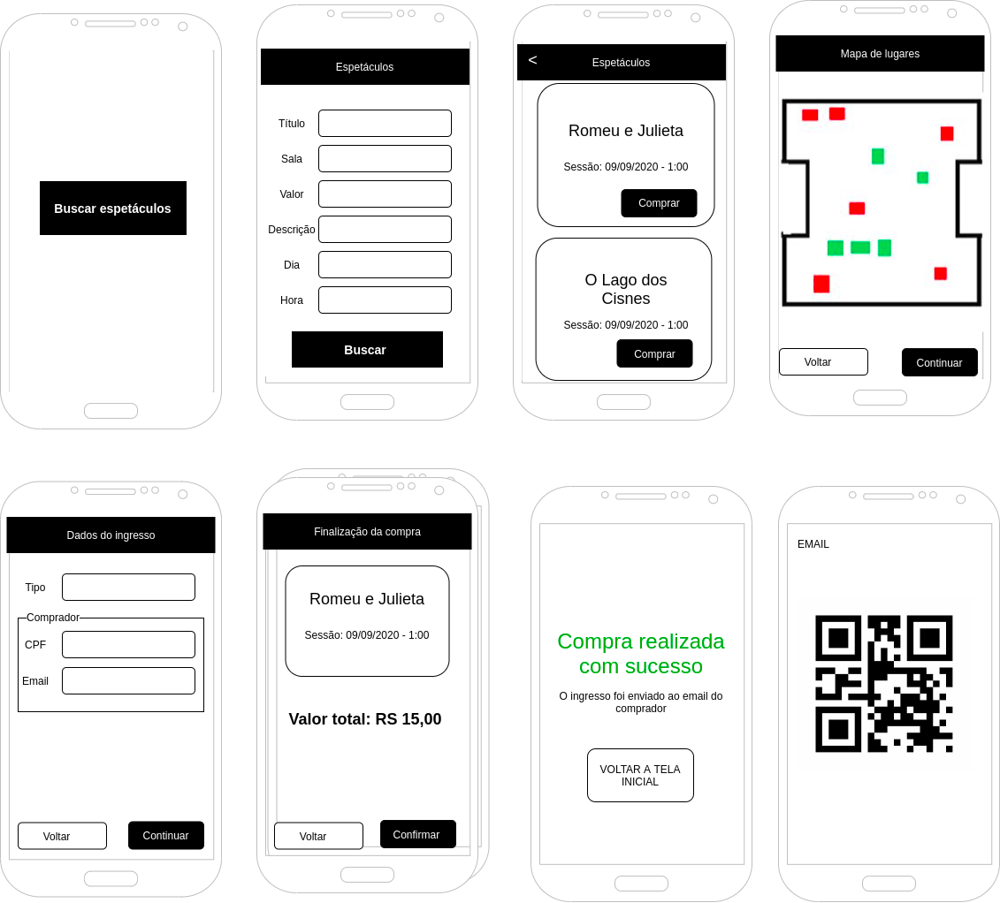 Buscar espetáculos
Espetáculos
Título
Sala
Valor
Descrição
Dia
Hora
Buscar
<
Espetáculos
Romeu e Julieta
Sessão: 09/09/2020 - 1:00
Comprar
O Lago dos
Cisnes
Sessão: 09/09/2020 - 1:00
Comprar
Mapa de lugares
Voltar
Continuar
Dados do ingresso
Tipo
Comprador
CPF
Email
Voltar
Continuar
Finalização da compra
Romeu e Julieta
Sessão: 09/09/2020 - 1:00
Valor total: RS 15,00
Voltar
Confirmar
Compra realizada
com sucesso
O ingresso foi enviado ao email do
comprador
VOLTAR A TELA
INICIAL
EMAIL